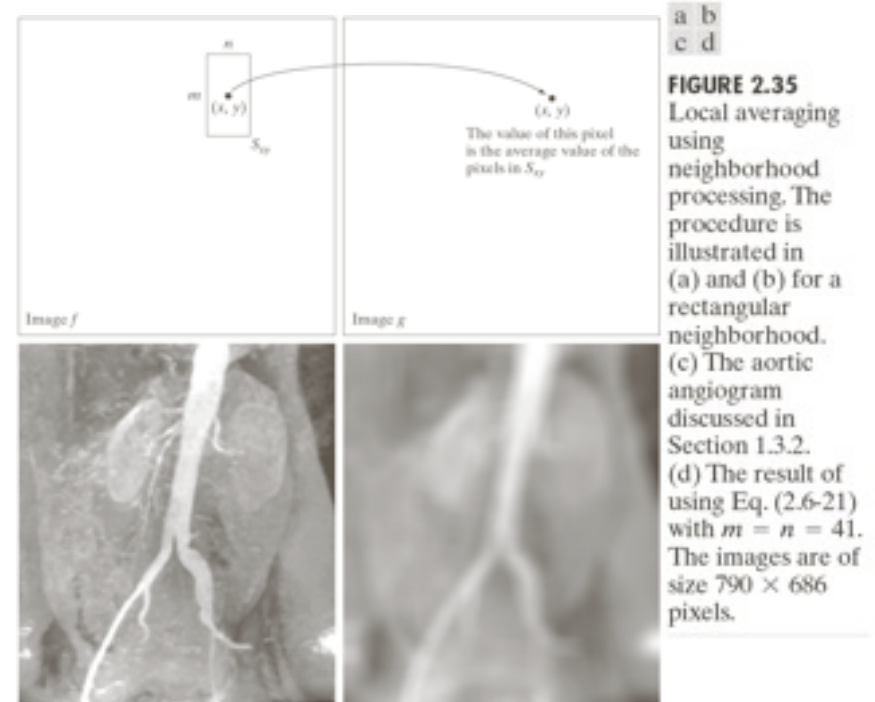 n
m
(x, y)
Sxy
Image f
(x, y)
The value of this pixel
is the average value of the
pixels in Sxy
Image g
a b
c d
FIGURE 2.35
Local averaging
using
neighborhood
processing. The
procedure is
illustrated in
(a) and (b) for a
rectangular
neighborhood.
(c) The aortic
angiogram
discussed in
Section 1.3.2.
(d) The result of
using Eq. (2.6-21)
with m = n = 41.
The images are of
size 790 × 686
pixels.